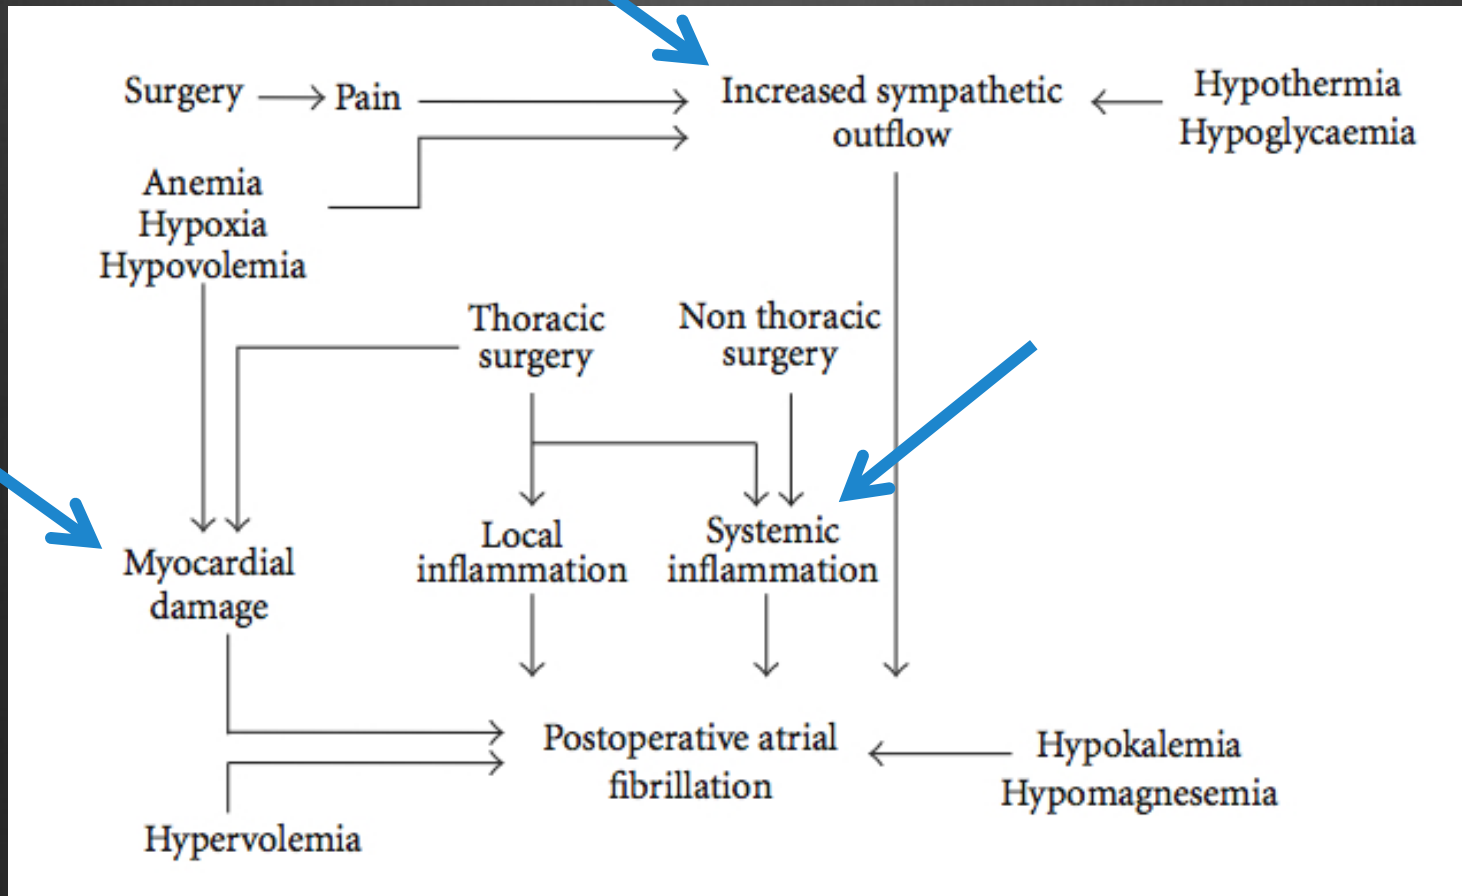 Surgery
Pain
Increased sympathetic
outflow
Hypothermia
Hypoglycaemia
Anemia
Hypoxia
Hypovolemia
Thoracic
surgery
Non thoracic
surgery
Myocardial
damage
Local
inflammation
Systemic
inflammation
Postoperative atrial
fibrillation
Hypokalemia
Hypomagnesemia
Hypervolemia